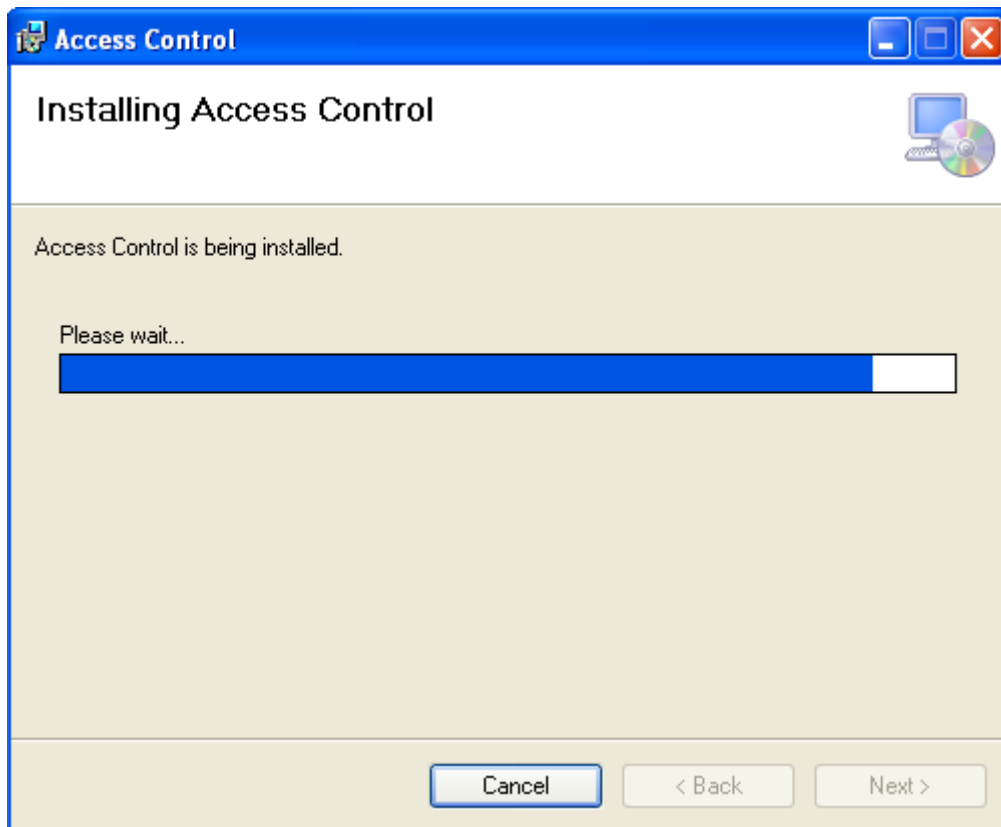 Access Control
Installing Access Control
Access Control is being installed.
Please wait...
Cancel
< Back
Next >